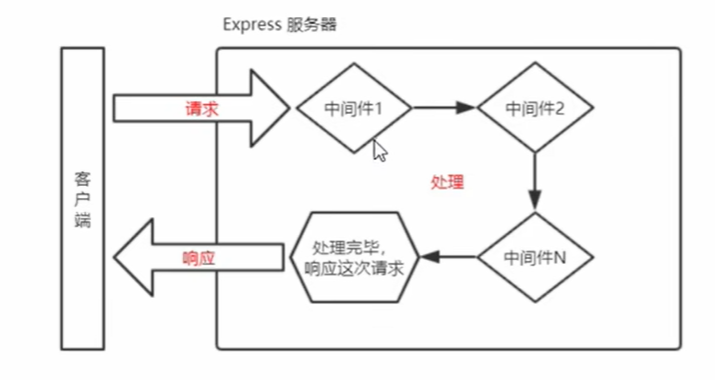 Express 服务器
客户端
请求
中间件1
中间件2
处理
响应
处理完毕，
响应这次请求
中间件N